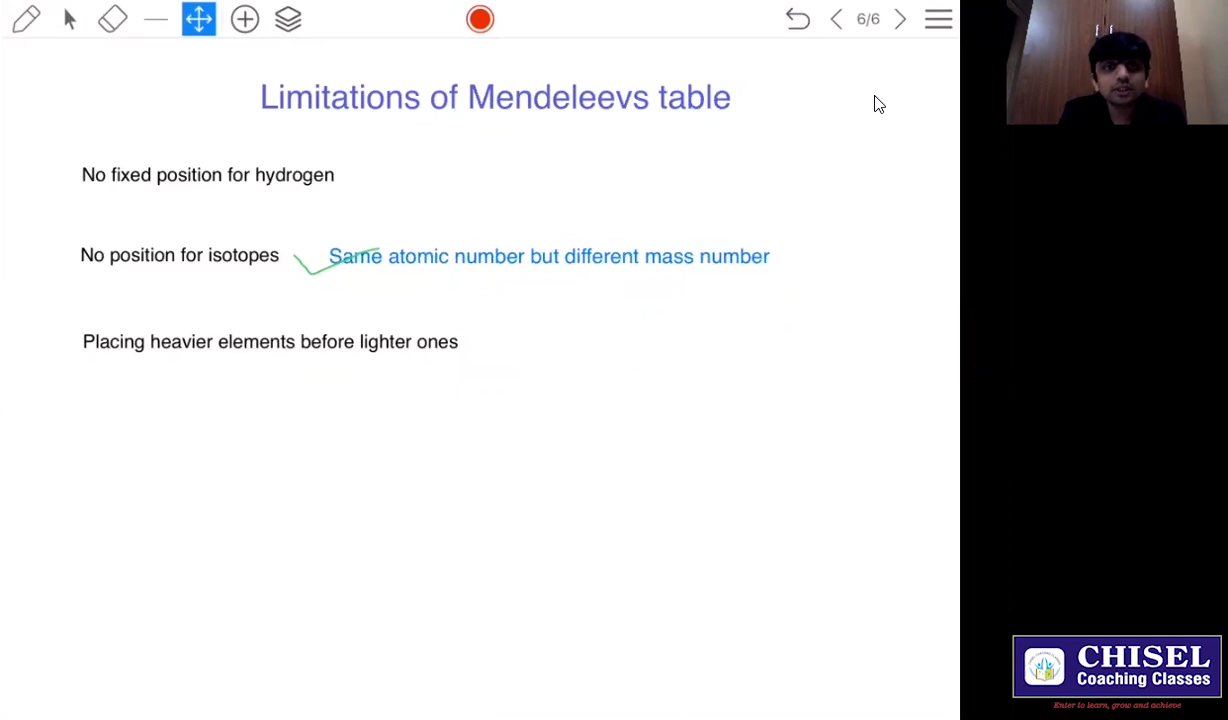 6/6
Limitations of Mendeleevs table
No fixed position for hydrogen
No position for isotopes
Same atomic number but different mass number
Placing heavier elements before lighter ones
CHISEL
Coaching Classes
Enter to learn, grow and achieve